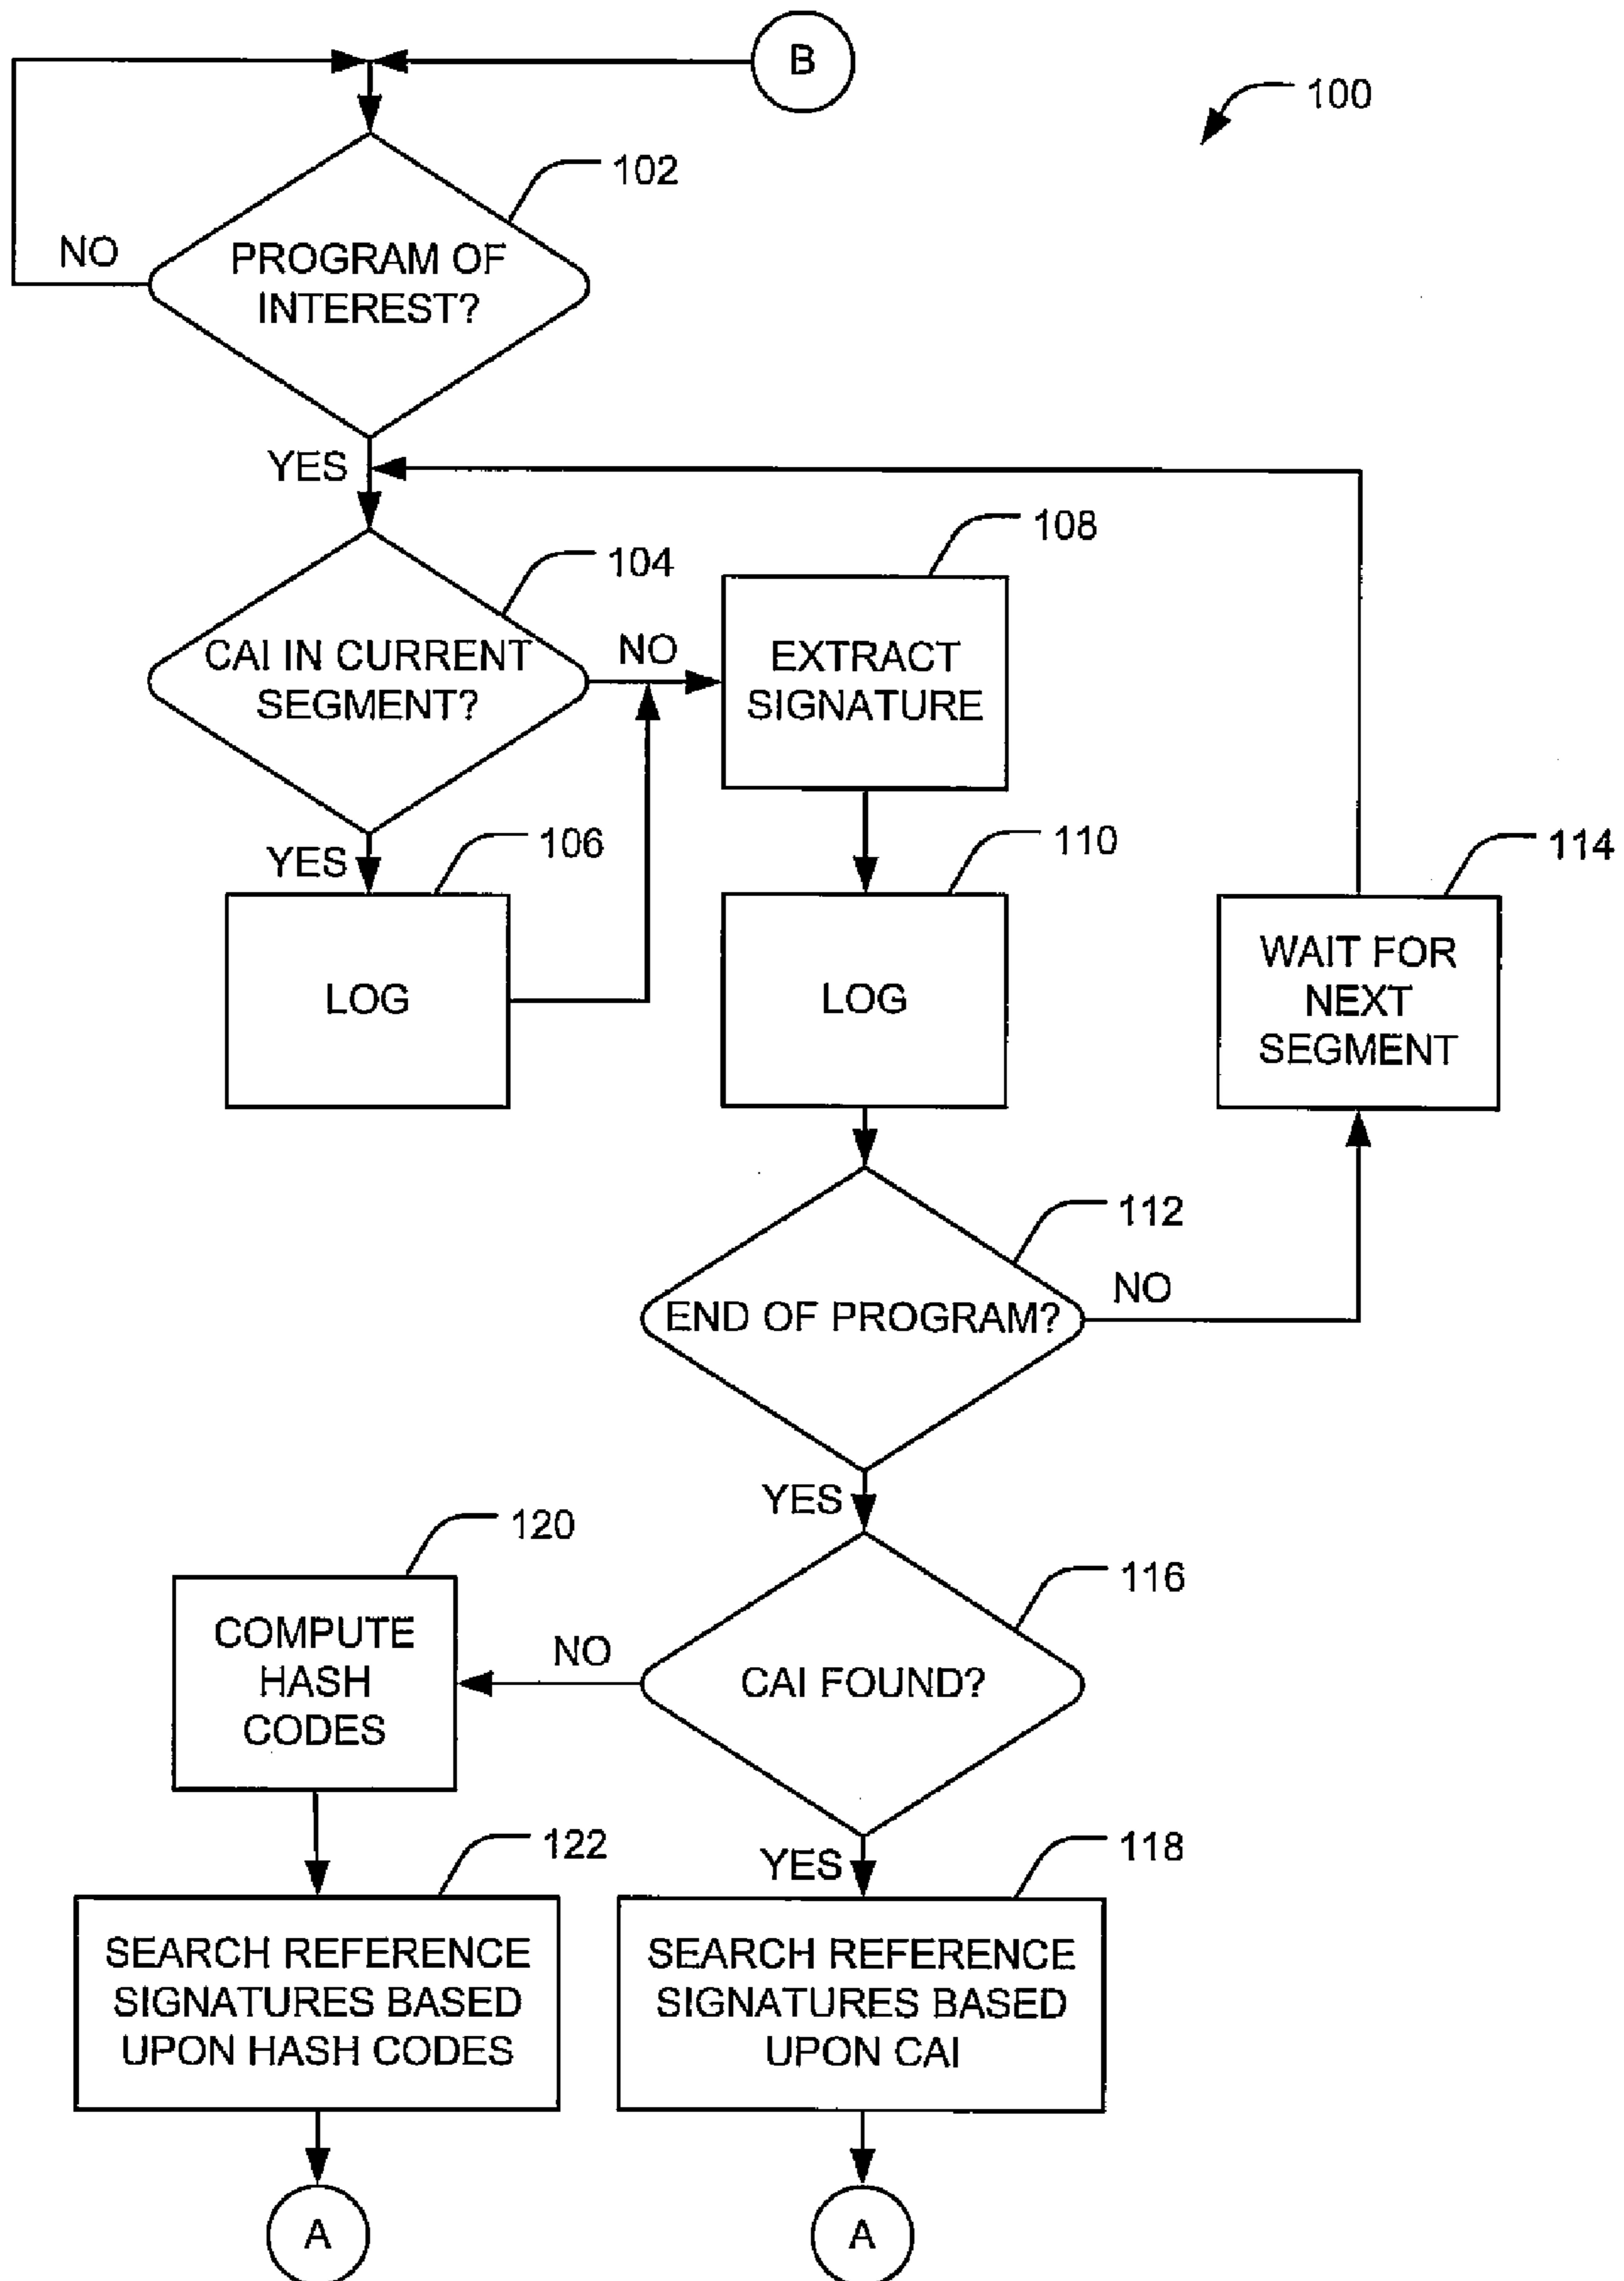 B
100
102
NO
PROGRAM OF
INTEREST?
YES
108
104
CAI IN CURRENT
SEGMENT?
NO
EXTRACT
SIGNATURE
YES
106
110
114
LOG
LOG
WAIT FOR
NEXT
SEGMENT
112
END OF PROGRAM?
NO
YES
120
116
COMPUTE
HASH
CODES
NO
CAI FOUND?
122
YES
118
SEARCH REFERENCE
SIGNATURES BASED
UPON HASH CODES
SEARCH REFERENCE
SIGNATURES BASED
UPON CAI
A
A